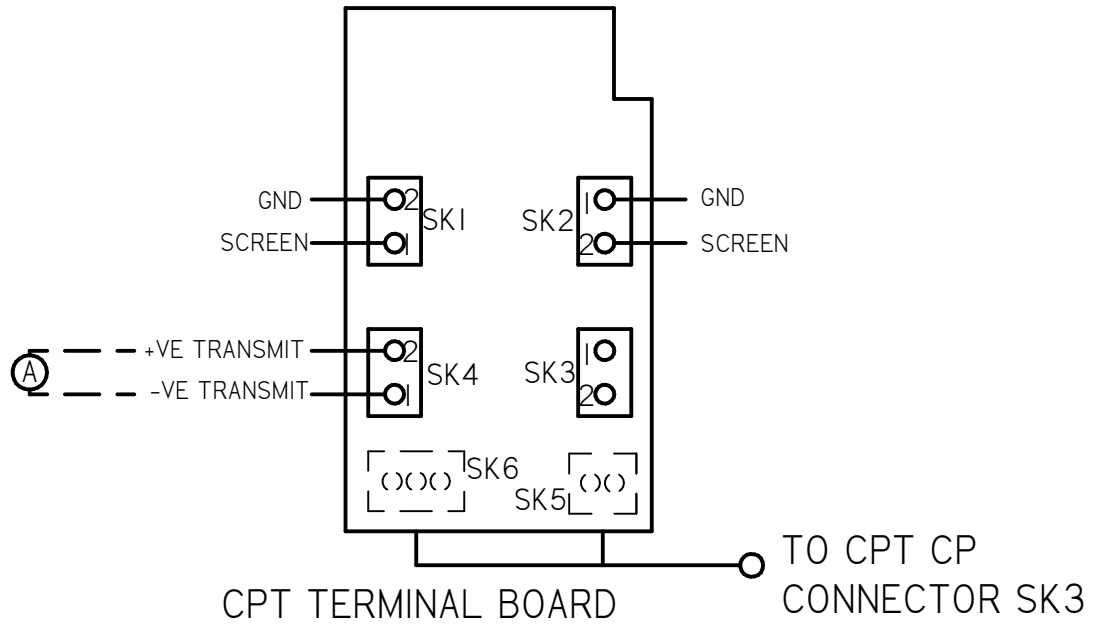 GND
2
SK1
SCREEN
1
1
GND
SK2
2
SCREEN
A
+VE TRANSMIT
2
SK4
-VE TRANSMIT
1
1
SK3
2
SK6
SK5
TO CPT CP
CONNECTOR SK3
CPT TERMINAL BOARD